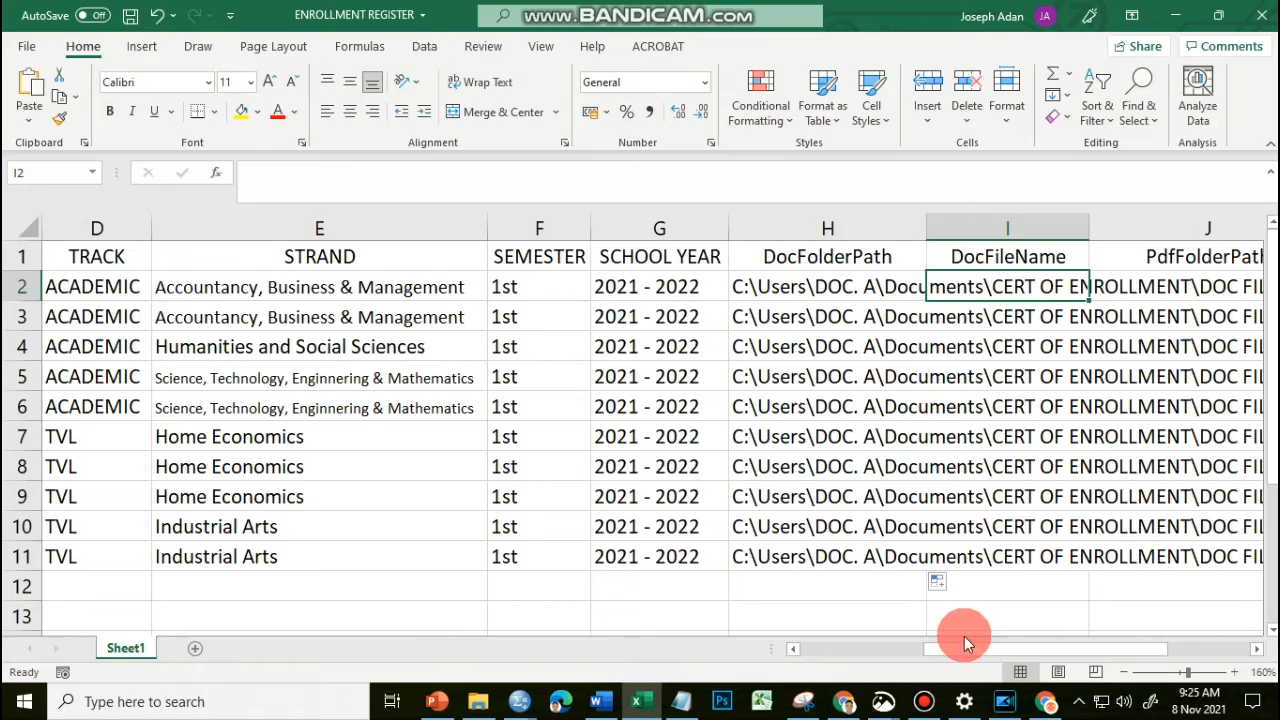 AutoSave Off ENROLLMENT REGISTER www.BANDICAM.com Joseph Adan JA
File Home Insert Draw Page Layout Formulas Data Review View Help ACROBAT Share Comments
Paste Calibri 11 A A Wrap Text General Conditional Formatting Format as Table Cell Styles Insert Delete Format Sort & Filter Find & Select Analyze Data
B I U A Merge & Center %
Clipboard Font Alignment Number Styles Cells Editing Analysis
I2 fx
D E F G H I J
1 TRACK STRAND SEMESTER SCHOOL YEAR DocFolderPath DocFileName PdfFolderPath
2 ACADEMIC Accountancy, Business & Management 1st 2021 - 2022 C:\Users\DOC. A\Documents\CERT OF ENROLLMENT\DOC FIL
3 ACADEMIC Accountancy, Business & Management 1st 2021 - 2022 C:\Users\DOC. A\Documents\CERT OF ENROLLMENT\DOC FIL
4 ACADEMIC Humanities and Social Sciences 1st 2021 - 2022 C:\Users\DOC. A\Documents\CERT OF ENROLLMENT\DOC FIL
5 ACADEMIC Science, Technology, Enginnering & Mathematics 1st 2021 - 2022 C:\Users\DOC. A\Documents\CERT OF ENROLLMENT\DOC FIL
6 ACADEMIC Science, Technology, Enginnering & Mathematics 1st 2021 - 2022 C:\Users\DOC. A\Documents\CERT OF ENROLLMENT\DOC FIL
7 TVL Home Economics 1st 2021 - 2022 C:\Users\DOC. A\Documents\CERT OF ENROLLMENT\DOC FIL
8 TVL Home Economics 1st 2021 - 2022 C:\Users\DOC. A\Documents\CERT OF ENROLLMENT\DOC FIL
9 TVL Home Economics 1st 2021 - 2022 C:\Users\DOC. A\Documents\CERT OF ENROLLMENT\DOC FIL
10 TVL Industrial Arts 1st 2021 - 2022 C:\Users\DOC. A\Documents\CERT OF ENROLLMENT\DOC FIL
11 TVL Industrial Arts 1st 2021 - 2022 C:\Users\DOC. A\Documents\CERT OF ENROLLMENT\DOC FIL
12
13
Sheet1
Ready 160%
Type here to search 9:25 AM
8 Nov 2021